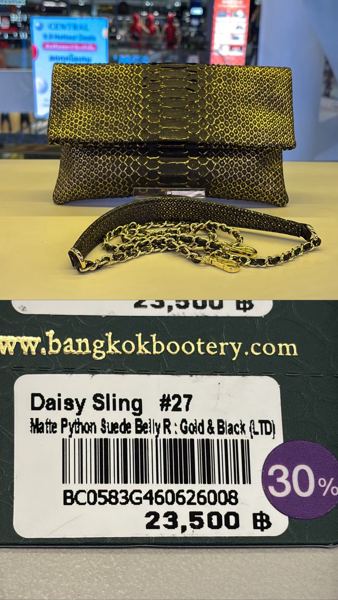 CENTRAL
23,500 ฿
www.bangkokbootery.com
Daisy Sling #27
Matte Python Suede Belly R : Gold & Black (LTD)
BC0583G460626008
23,500 ฿
30%